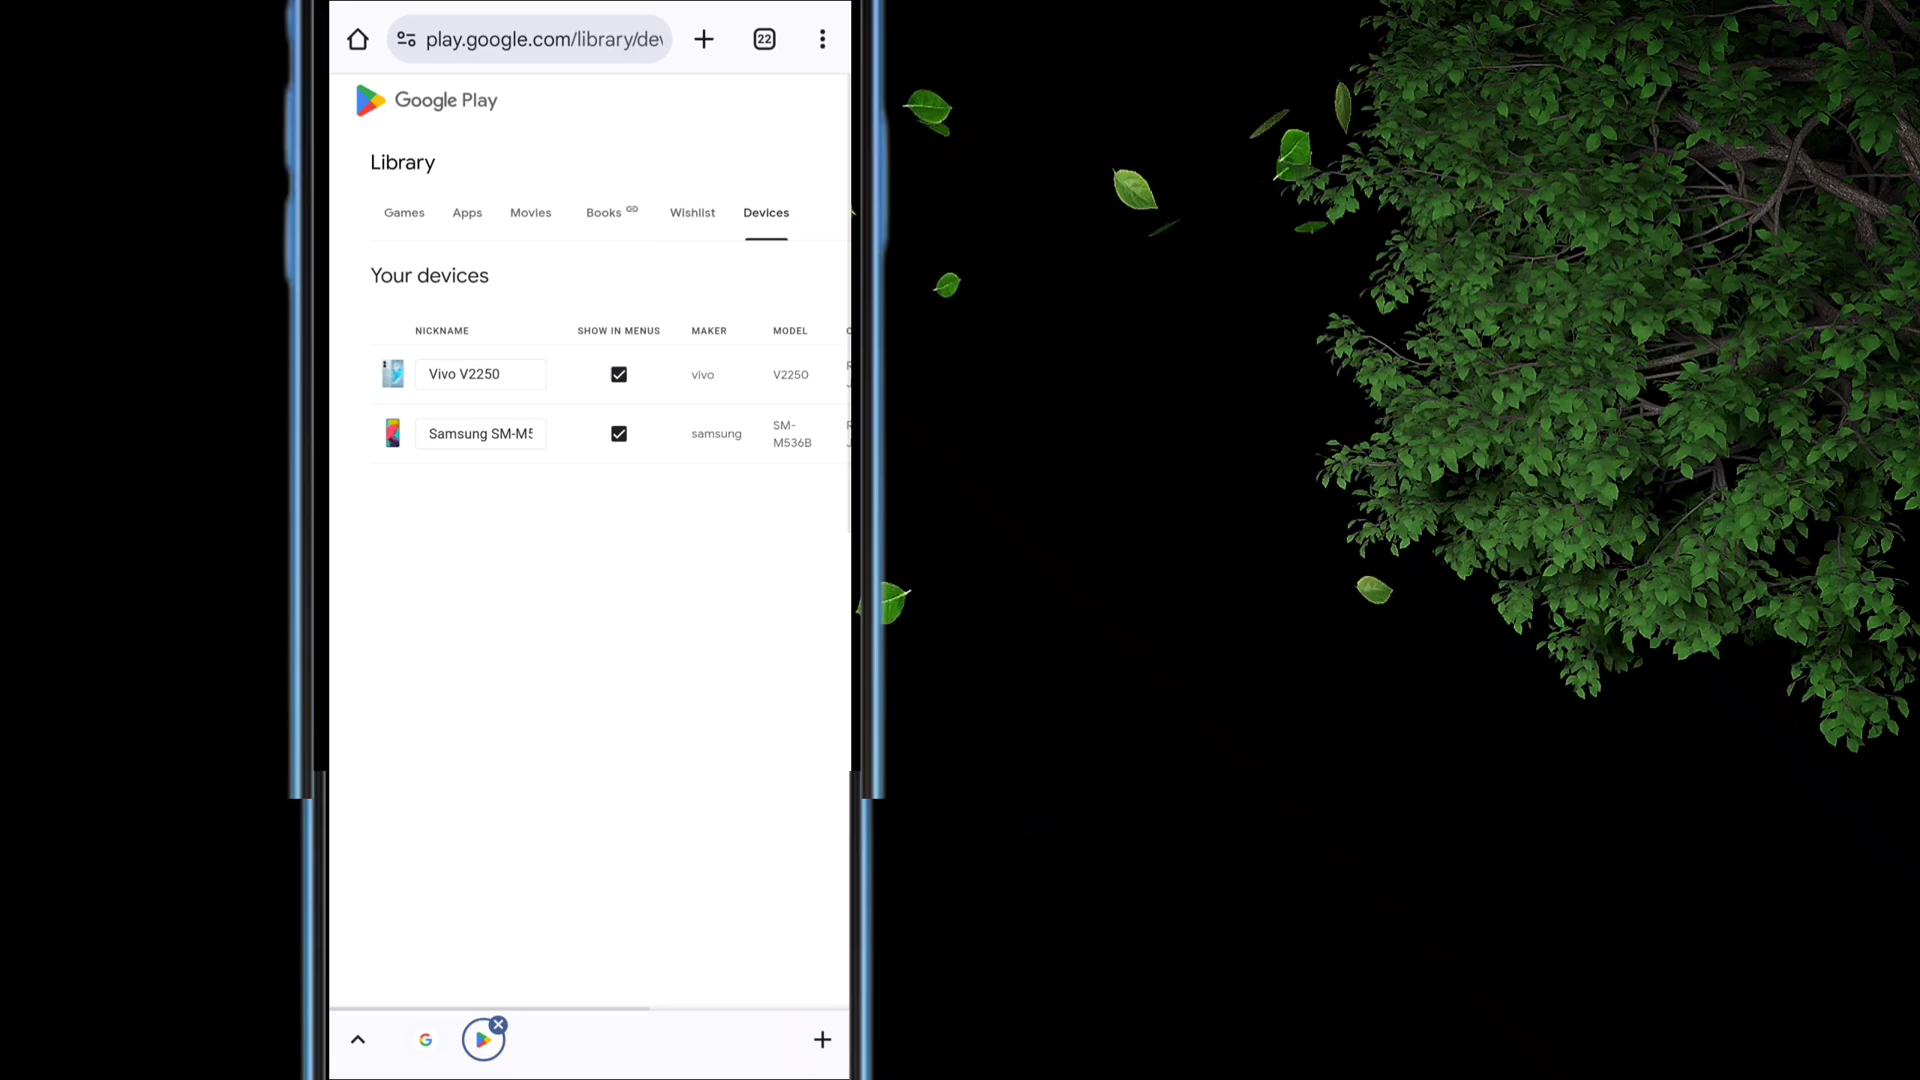 play.google.com/library/dev
22
Google Play
Library
Games Apps Movies Books Wishlist Devices
Your devices
NICKNAME SHOW IN MENUS MAKER MODEL
Vivo V2250 vivo V2250
Samsung SM-M5 samsung SM-
M536B